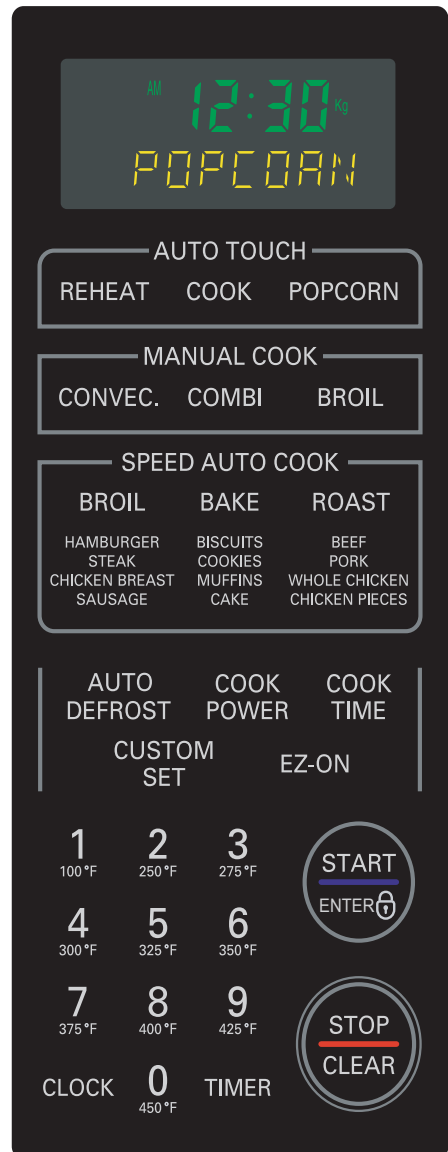 AM 12:30 Kg
POPCORN
AUTO TOUCH
REHEAT COOK POPCORN
MANUAL COOK
CONVEC. COMBI BROIL
SPEED AUTO COOK
BROIL BAKE ROAST
HAMBURGER BISCUITS BEEF
STEAK COOKIES PORK
CHICKEN BREAST MUFFINS WHOLE CHICKEN
SAUSAGE CAKE CHICKEN PIECES
AUTO COOK COOK
DEFROST POWER TIME
CUSTOM
SET EZ-ON
1 2 3
100°F 250°F 275°F
START
ENTER
4 5 6
300°F 325°F 350°F
7 8 9
375°F 400°F 425°F
STOP
CLEAR
CLOCK 0 TIMER
450°F